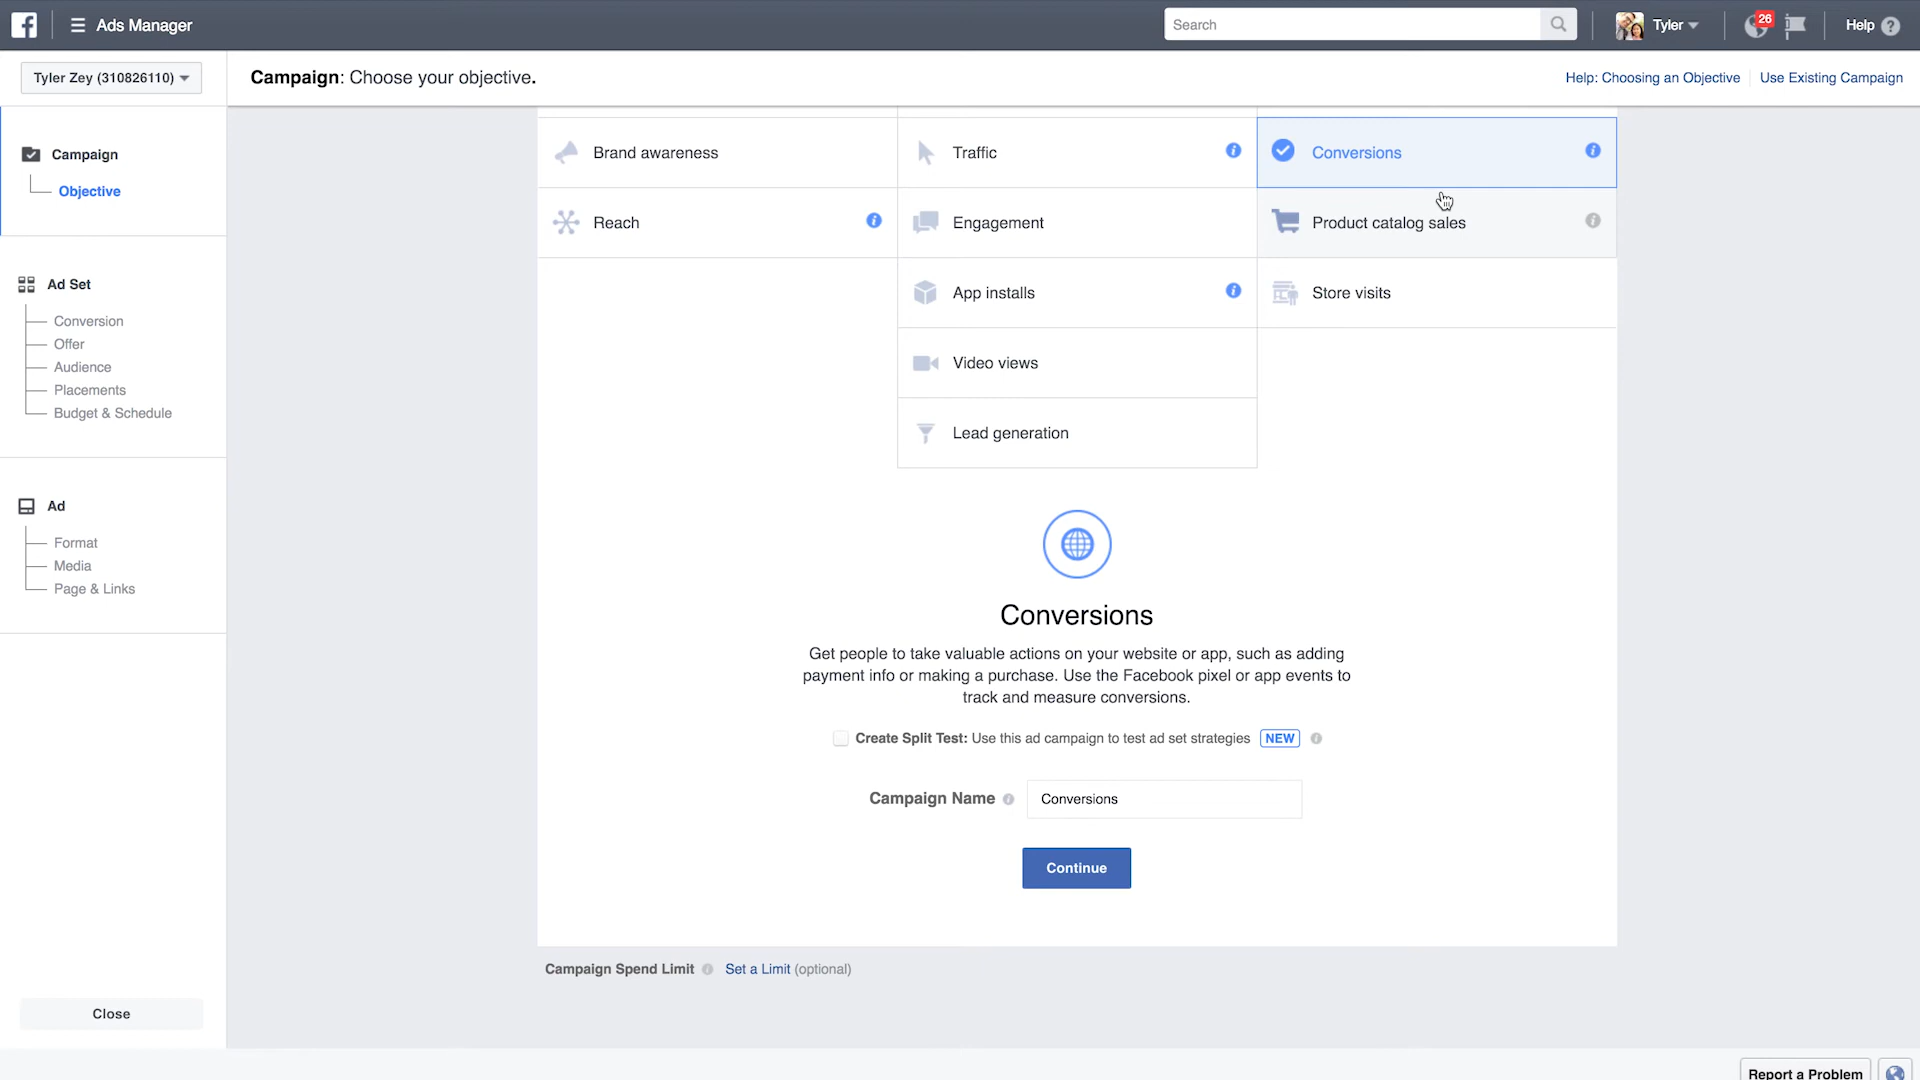 Ads Manager
Search
Tyler
26
Help
Tyler Zey (310826110)
Campaign: Choose your objective.
Help: Choosing an Objective
Use Existing Campaign
Campaign
Objective
Ad Set
Conversion
Offer
Audience
Placements
Budget & Schedule
Ad
Format
Media
Page & Links
Close
Brand awareness
Traffic
Conversions
Reach
Engagement
Product catalog sales
App installs
Store visits
Video views
Lead generation
Conversions
Get people to take valuable actions on your website or app, such as adding
payment info or making a purchase. Use the Facebook pixel or app events to
track and measure conversions.
Create Split Test: Use this ad campaign to test ad set strategies NEW
Campaign Name
Conversions
Continue
Campaign Spend Limit Set a Limit (optional)
Report a Problem